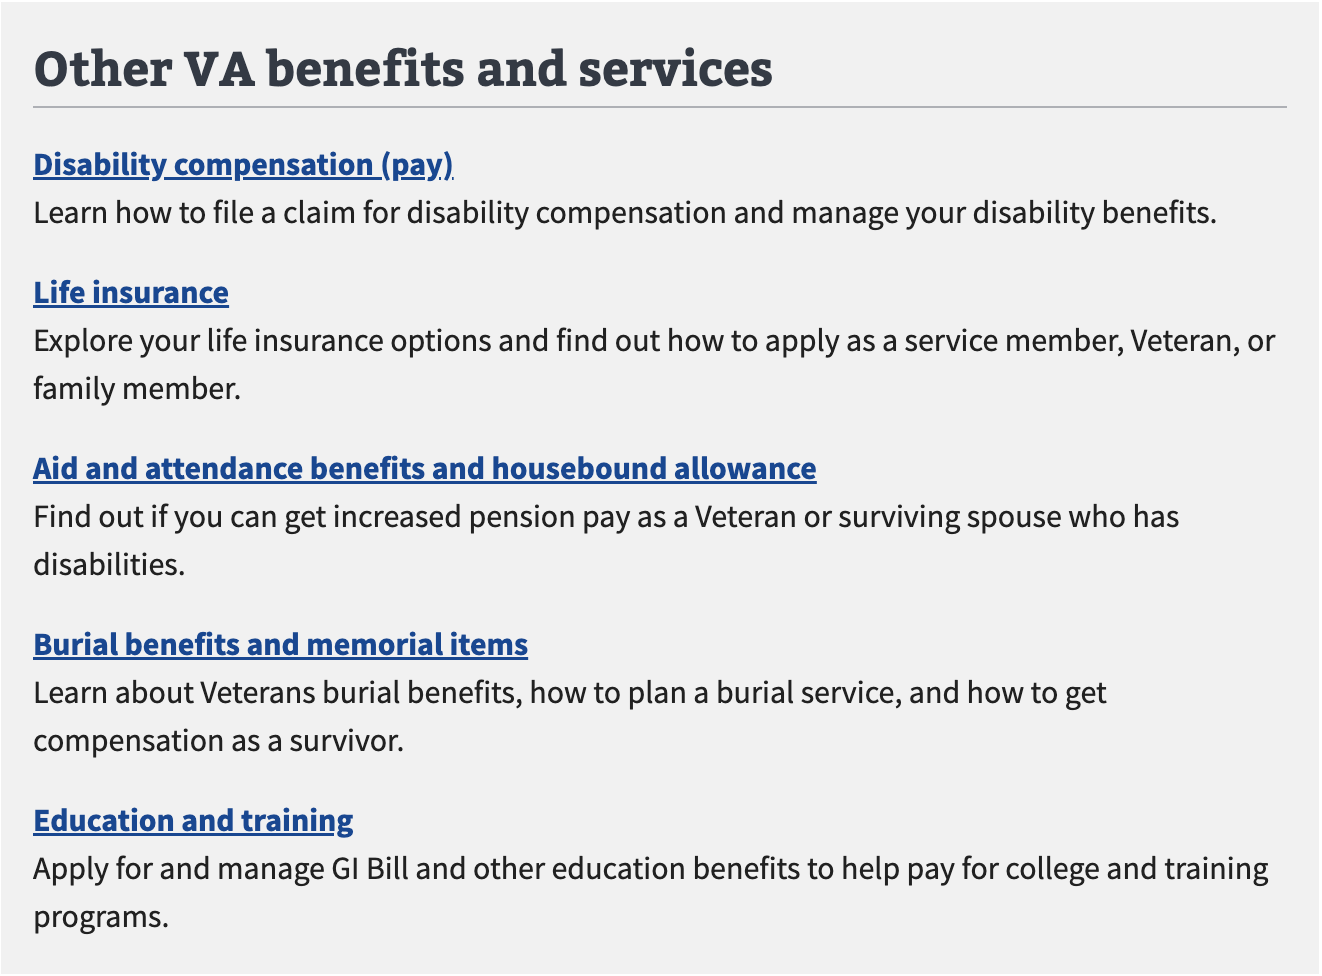 Other VA benefits and services
Disability compensation (pay)
Learn how to file a claim for disability compensation and manage your disability benefits.
Life insurance
Explore your life insurance options and find out how to apply as a service member, Veteran, or
family member.
Aid and attendance benefits and housebound allowance
Find out if you can get increased pension pay as a Veteran or surviving spouse who has
disabilities.
Burial benefits and memorial items
Learn about Veterans burial benefits, how to plan a burial service, and how to get
compensation as a survivor.
Education and training
Apply for and manage GI Bill and other education benefits to help pay for college and training
programs.